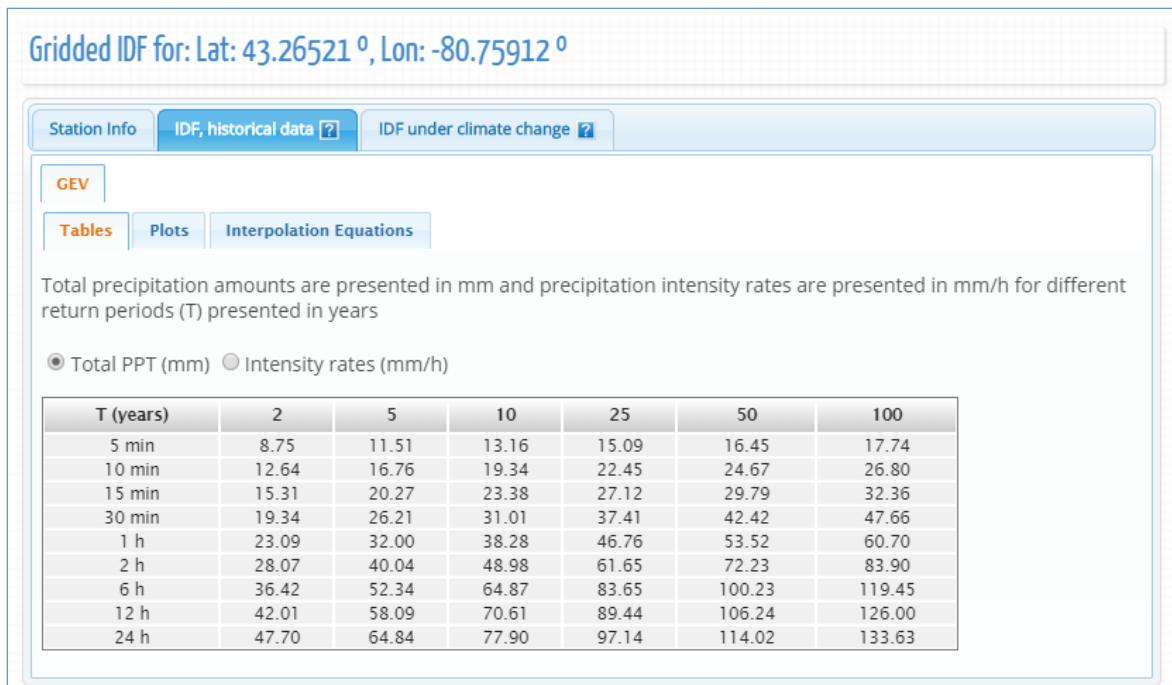 Gridded IDF for: Lat: 43.26521 º, Lon: -80.75912 º
Station Info IDF, historical data ? IDF under climate change ?
GEV
Tables Plots Interpolation Equations
Total precipitation amounts are presented in mm and precipitation intensity rates are presented in mm/h for different
return periods (T) presented in years
Total PPT (mm) Intensity rates (mm/h)
T (years) 2 5 10 25 50 100
5 min 8.75 11.51 13.16 15.09 16.45 17.74
10 min 12.64 16.76 19.34 22.45 24.67 26.80
15 min 15.31 20.27 23.38 27.12 29.79 32.36
30 min 19.34 26.21 31.01 37.41 42.42 47.66
1 h 23.09 32.00 38.28 46.76 53.52 60.70
2 h 28.07 40.04 48.98 61.65 72.23 83.90
6 h 36.42 52.34 64.87 83.65 100.23 119.45
12 h 42.01 58.09 70.61 89.44 106.24 126.00
24 h 47.70 64.84 77.90 97.14 114.02 133.63